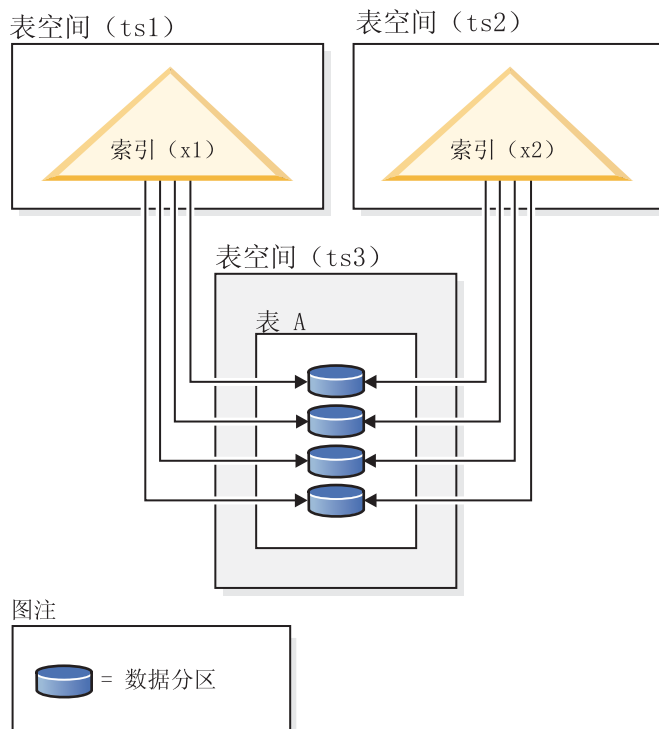 表空间（ts1）
表空间（ts2）
索引（x1）
索引（x2）
表空间（ts3）
表 A
图注
= 数据分区